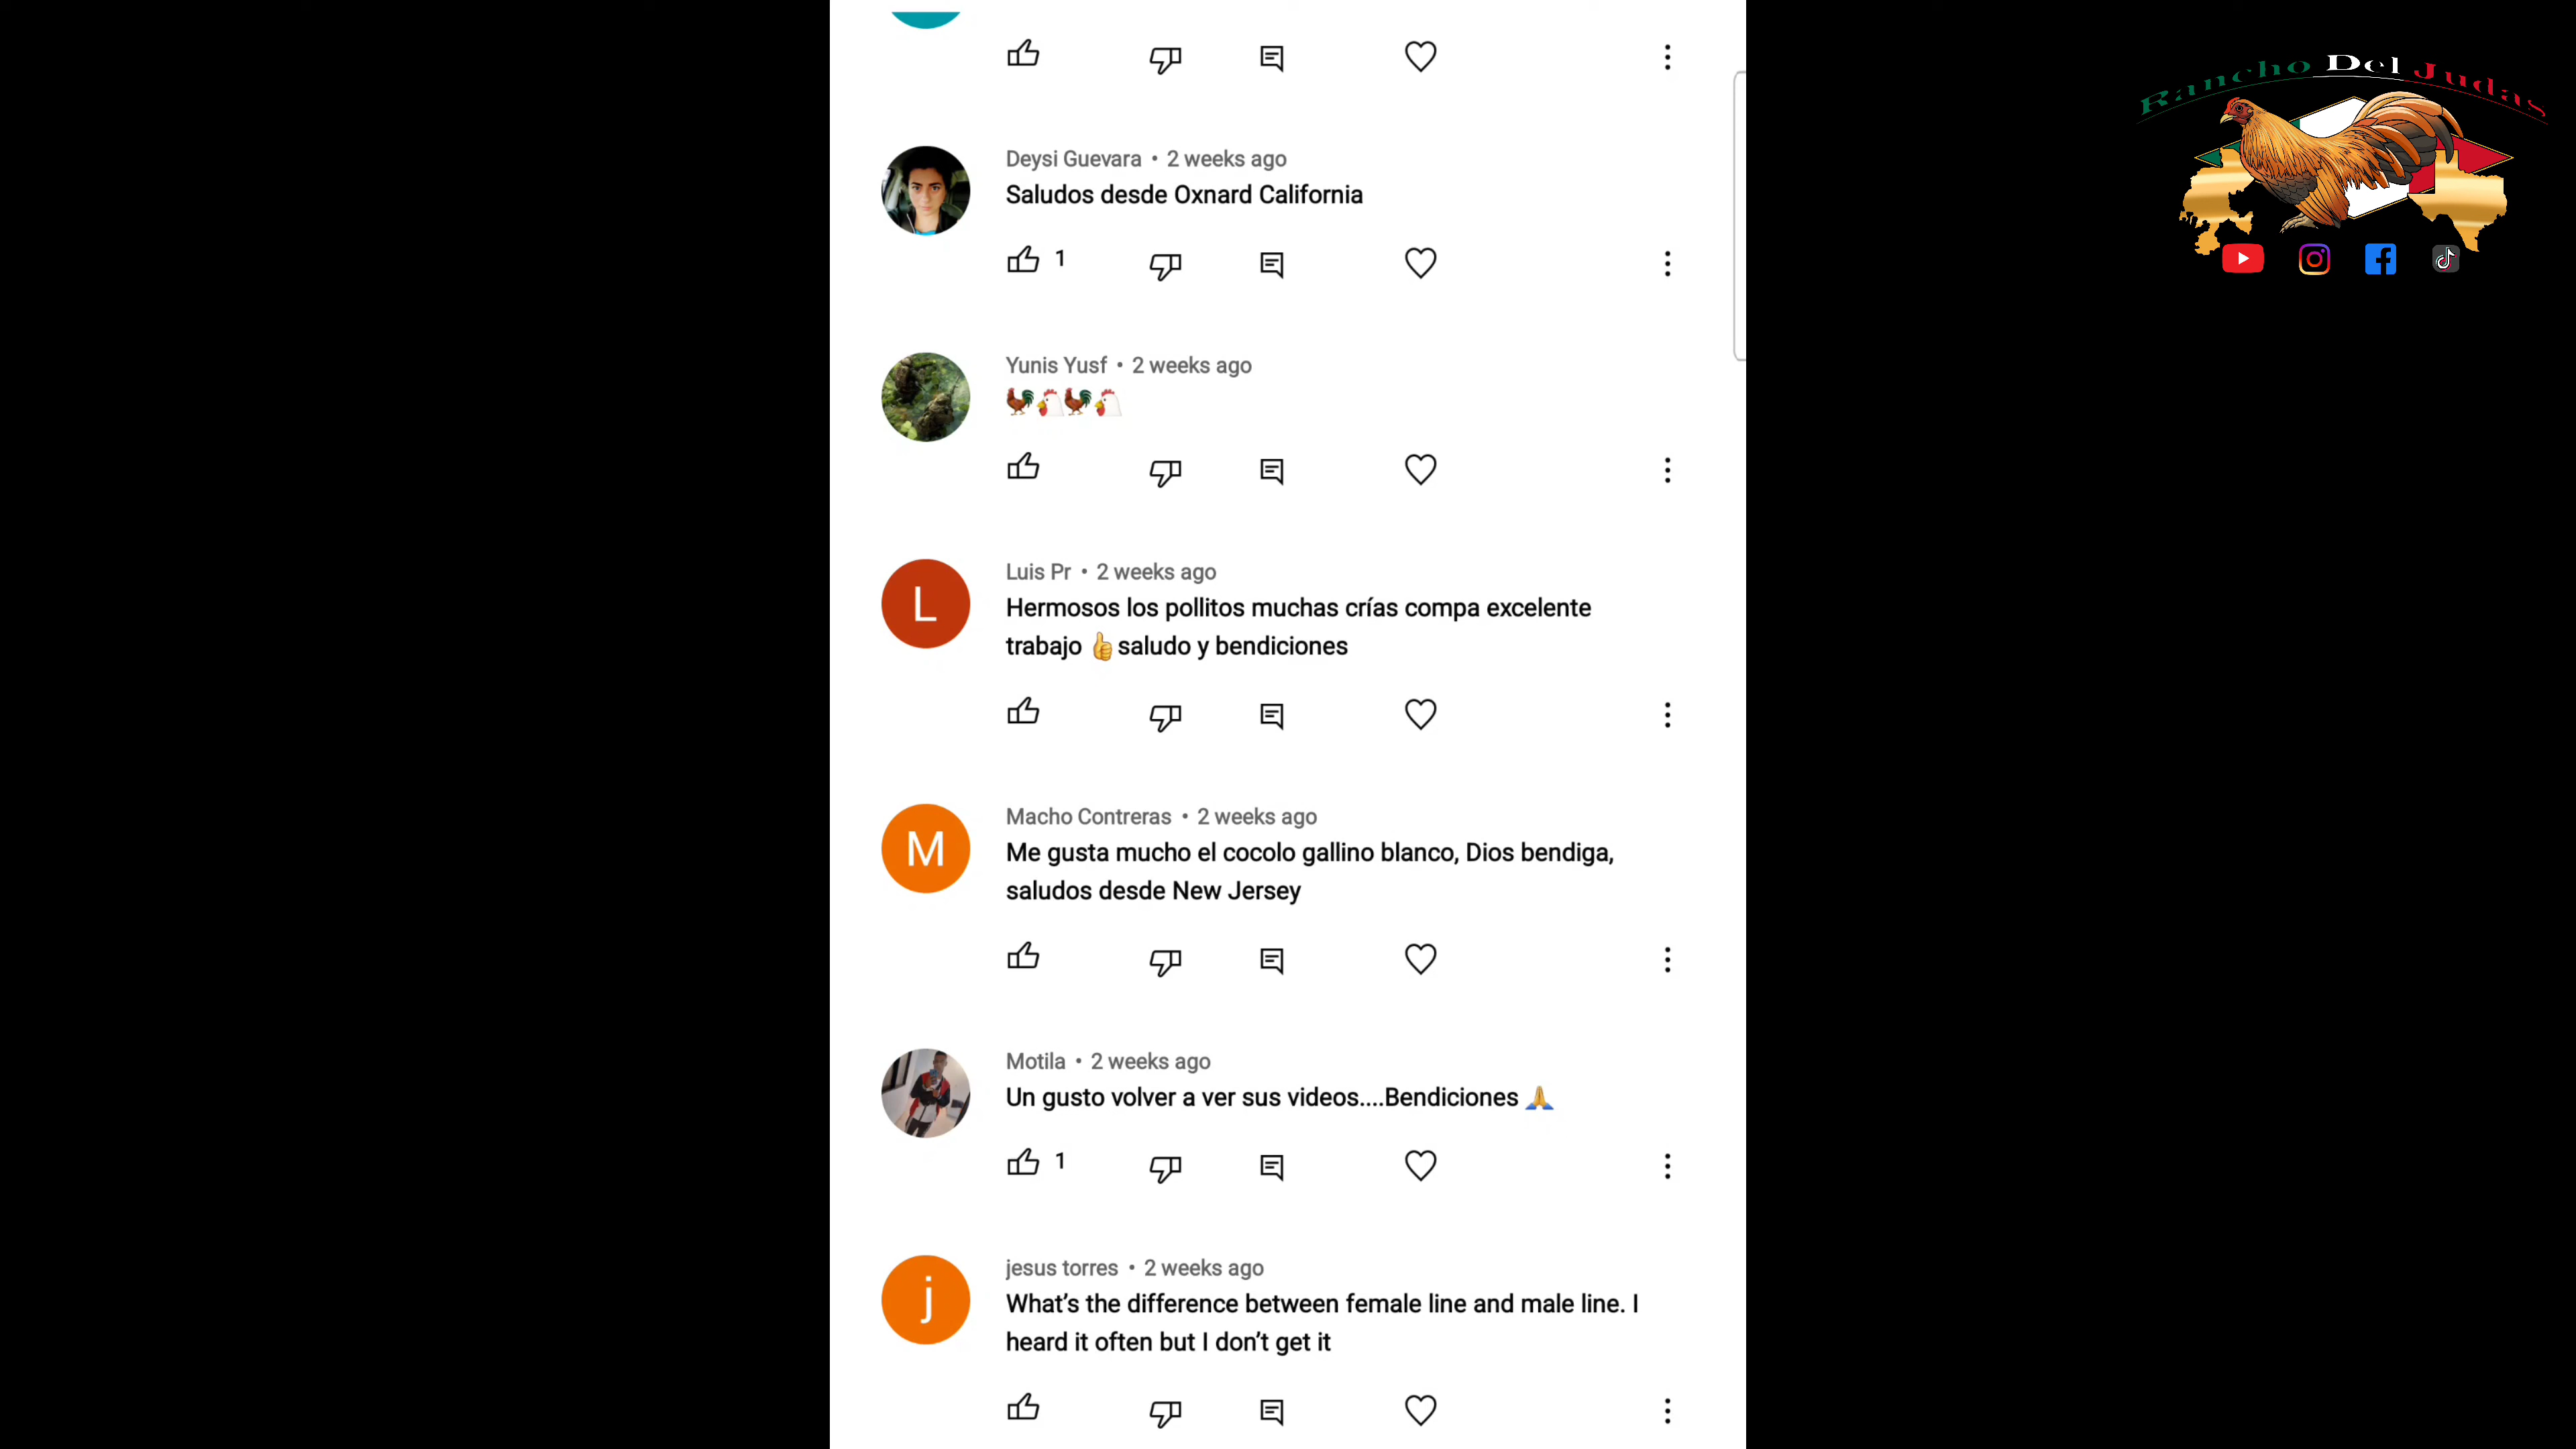 Rancho Del Judas
Deysi Guevara • 2 weeks ago
Saludos desde Oxnard California
1
Yunis Yusf • 2 weeks ago
🐓🐔🐓🐔
L
Luis Pr • 2 weeks ago
Hermosos los pollitos muchas crías compa excelente
trabajo 👍saludo y bendiciones
M
Macho Contreras • 2 weeks ago
Me gusta mucho el cocolo gallino blanco, Dios bendiga,
saludos desde New Jersey
Motila • 2 weeks ago
Un gusto volver a ver sus videos....Bendiciones 🙏
1
j
jesus torres • 2 weeks ago
What’s the difference between female line and male line. I
heard it often but I don’t get it